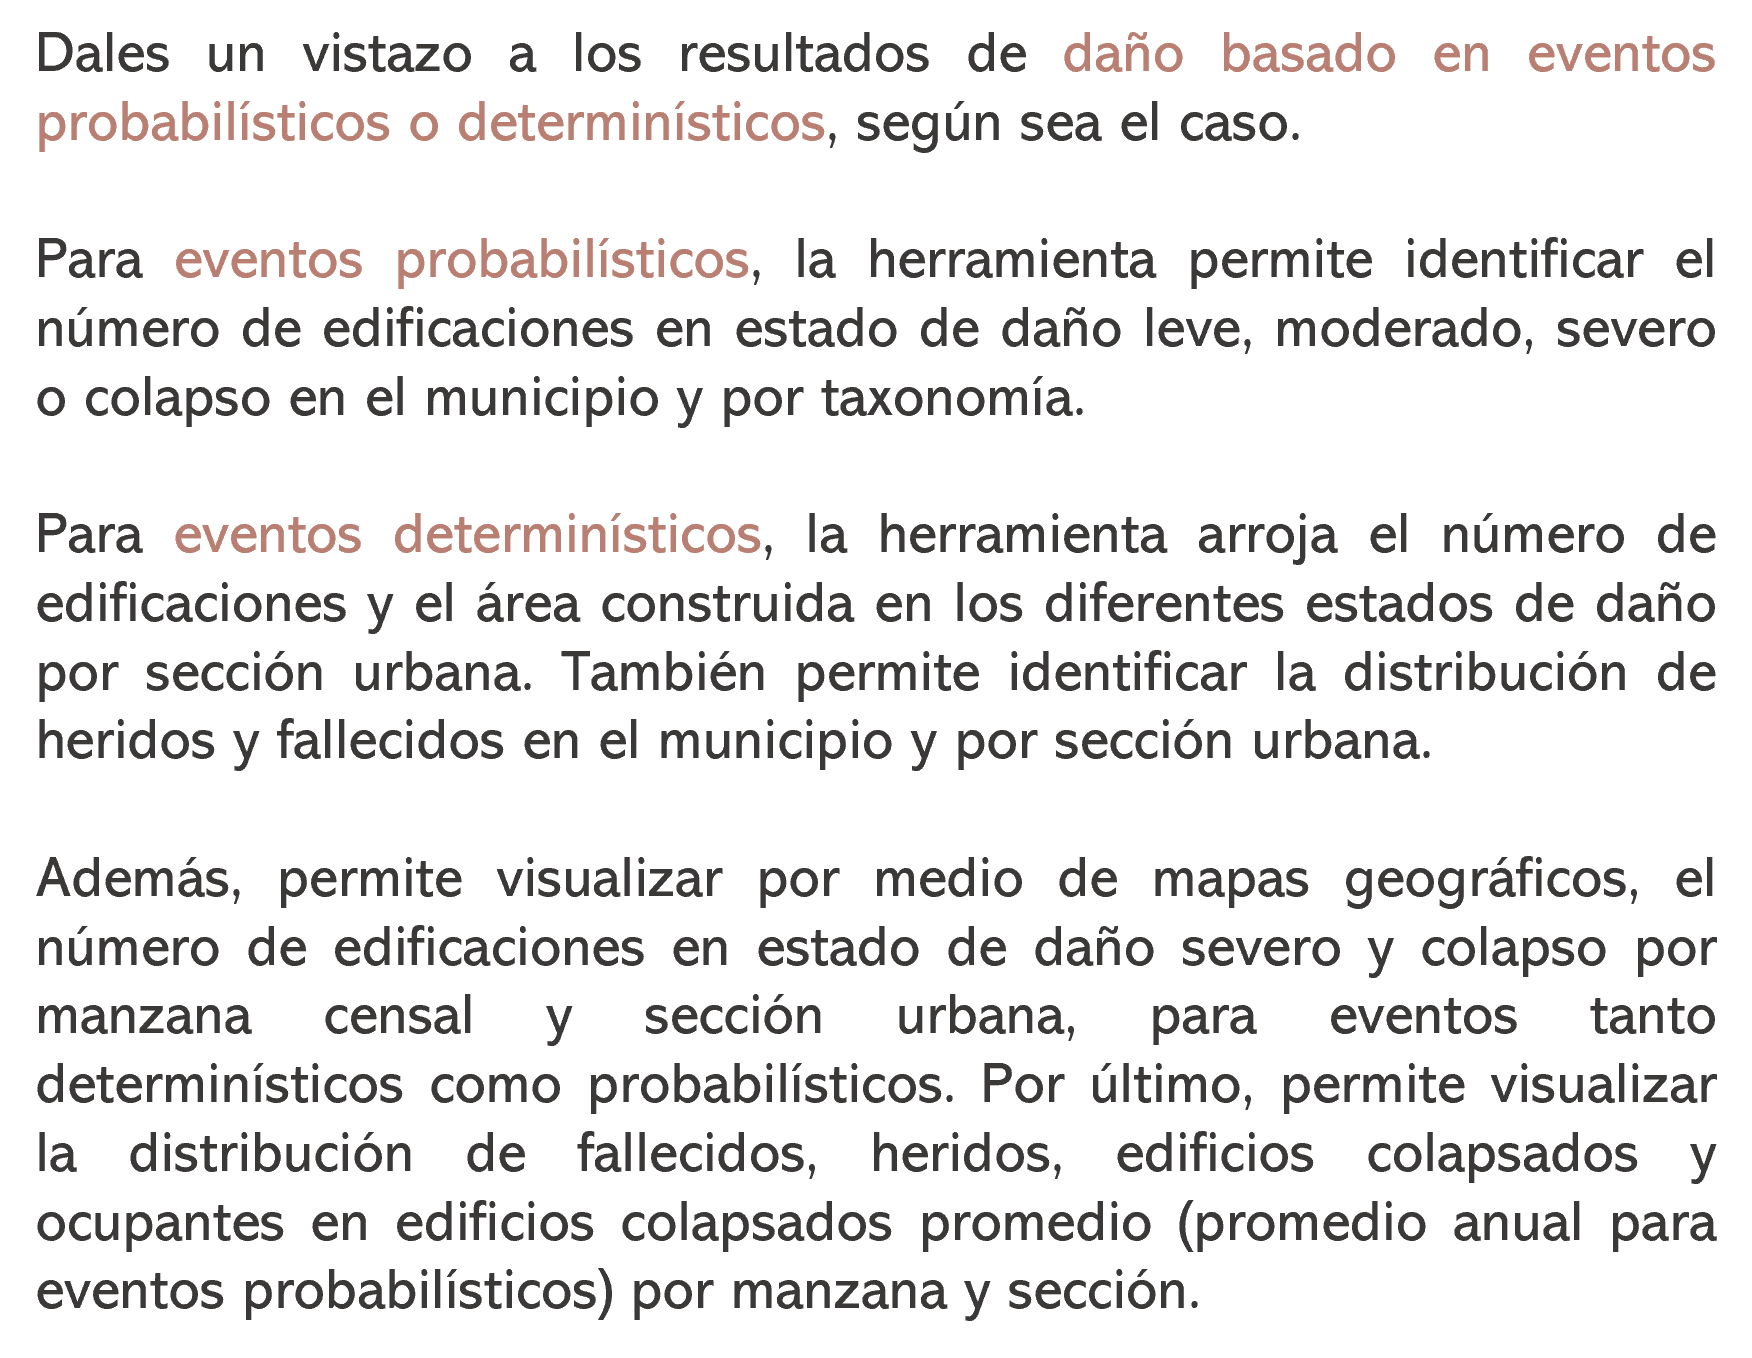 Dales un vistazo a los resultados de daño basado en eventos
probabilísticos o determinísticos, según sea el caso.
Para eventos probabilísticos, la herramienta permite identificar el
número de edificaciones en estado de daño leve, moderado, severo
o colapso en el municipio y por taxonomía.
Para eventos determinísticos, la herramienta arroja el número de
edificaciones y el área construida en los diferentes estados de daño
por sección urbana. También permite identificar la distribución de
heridos y fallecidos en el municipio y por sección urbana.
Además, permite visualizar por medio de mapas geográficos, el
número de edificaciones en estado de daño severo y colapso por
manzana censal y sección urbana, para eventos tanto
determinísticos como probabilísticos. Por último, permite visualizar
la distribución de fallecidos, heridos, edificios colapsados y
ocupantes en edificios colapsados promedio (promedio anual para
eventos probabilísticos) por manzana y sección.